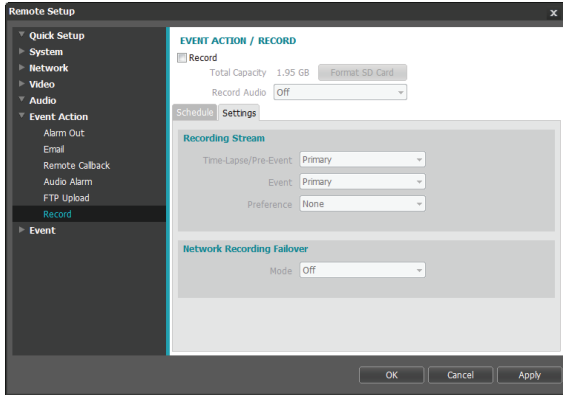 Remote Setup
x
Quick Setup
System
Network
Video
Audio
Event Action
Alarm Out
Email
Remote Callback
Audio Alarm
FTP Upload
Record
Event
EVENT ACTION / RECORD
Record
Total Capacity 1.95 GB Format SD Card
Record Audio Off
Schedule Settings
Recording Stream
Time-Lapse/Pre-Event Primary
Event Primary
Preference None
Network Recording Failover
Mode Off
OK Cancel Apply